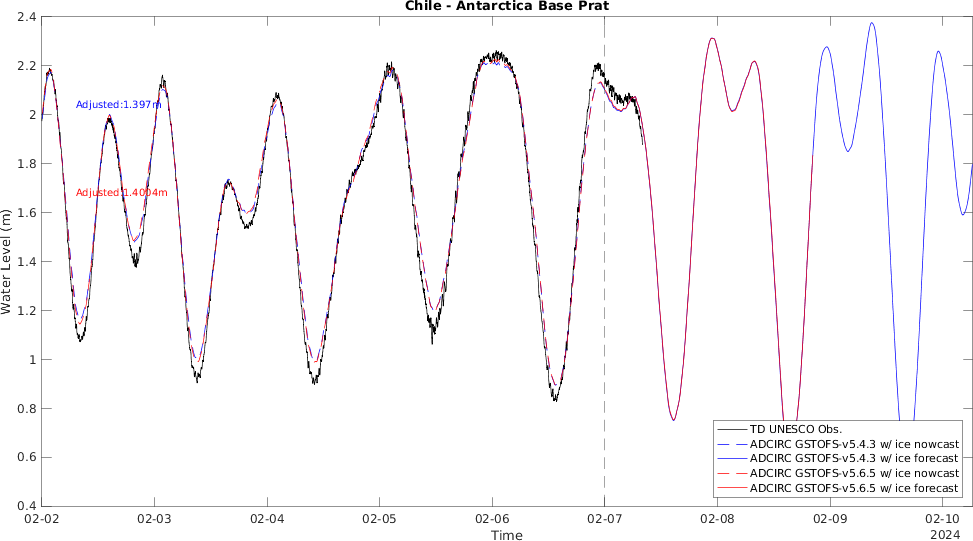 Chile - Antarctica Base Prat
2.4
2.2
2
1.8
1.6
1.4
1.2
1
0.8
0.6
0.4
Water Level (m)
Adjusted:1.397m
Adjusted:1.4004m
TD UNESCO Obs.
ADCIRC GSTOFS-v5.4.3 w/ ice nowcast
ADCIRC GSTOFS-v5.4.3 w/ ice forecast
ADCIRC GSTOFS-v5.6.5 w/ ice nowcast
ADCIRC GSTOFS-v5.6.5 w/ ice forecast
02-02 02-03 02-04 02-05 02-06 02-07 02-08 02-09 02-10
Time
2024